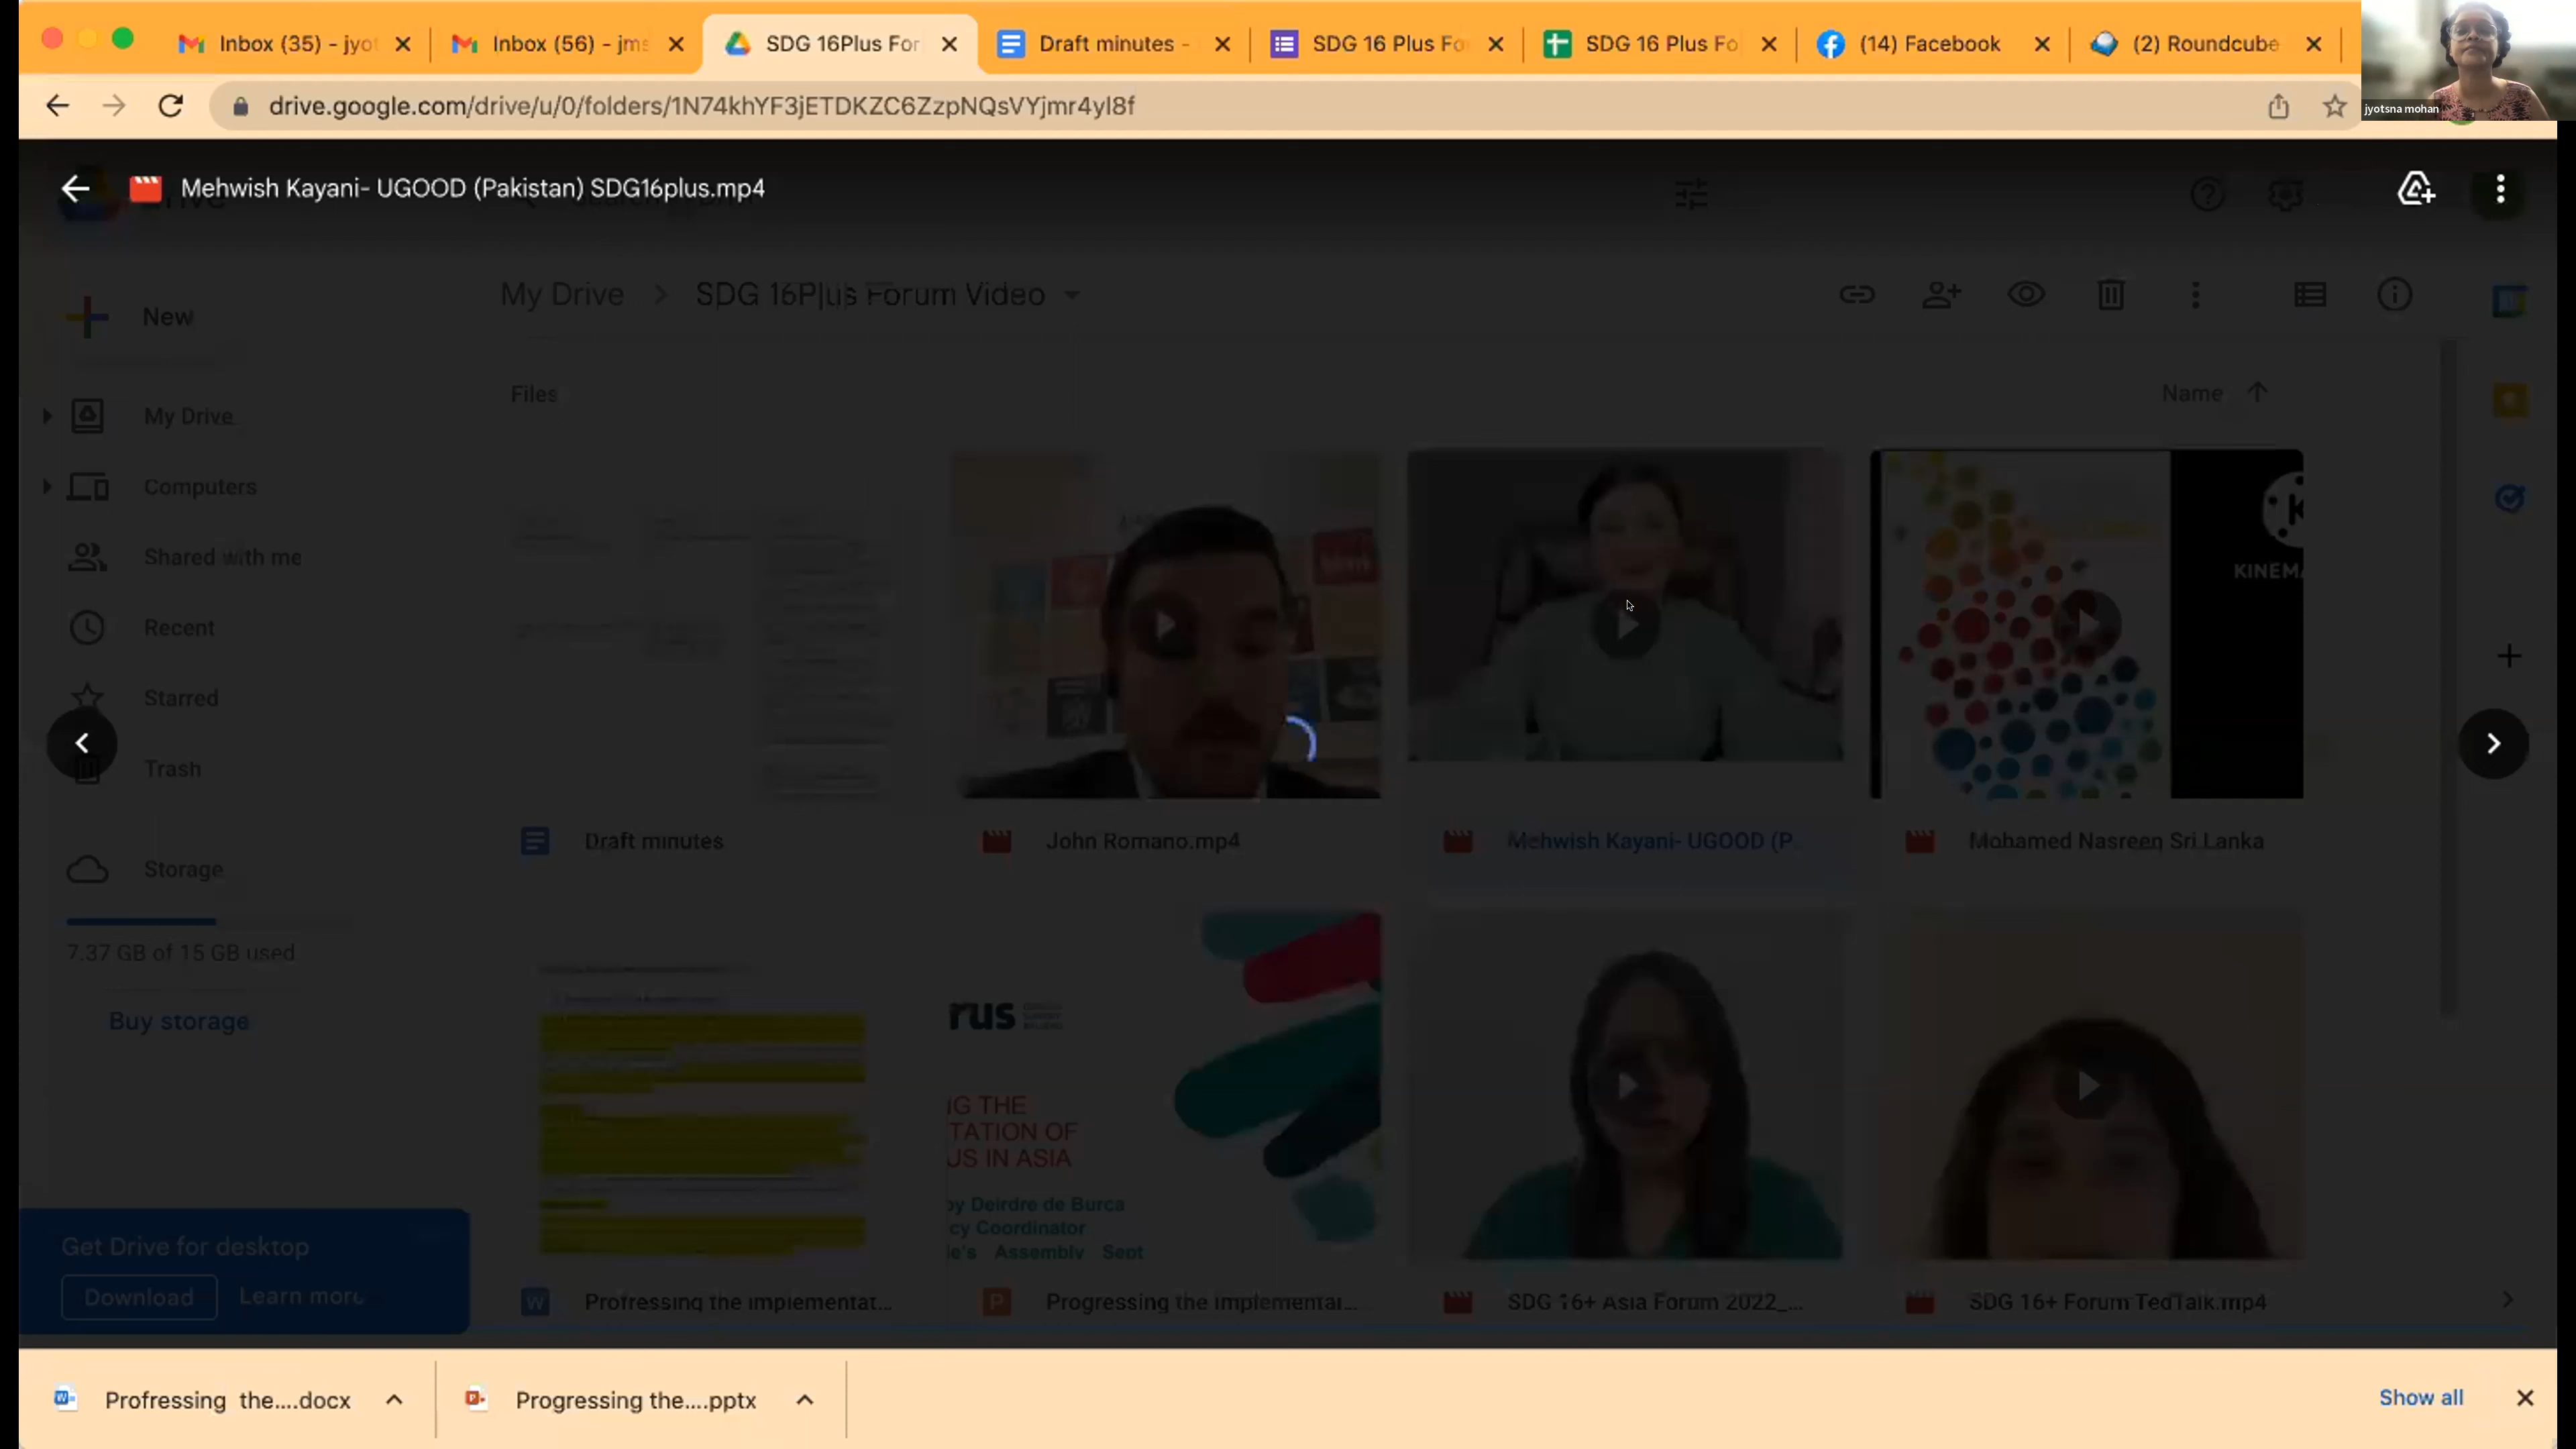 Inbox (35) - jyot
Inbox (56) - jms
SDG 16Plus For
Draft minutes -
SDG 16 Plus Fo
SDG 16 Plus Fo
(14) Facebook
(2) Roundcube
jyotsna mohan
drive.google.com/drive/u/0/folders/1N74khYF3jETDKZC6ZzpNQsVYjmr4yl8f
Mehwish Kayani- UGOOD (Pakistan) SDG16plus.mp4
New
My Drive
Computers
Shared with me
Recent
Starred
Trash
Storage
7.37 GB of 15 GB used
Buy storage
Get Drive for desktop
Download
Learn more
My Drive > SDG 16Plus Forum Video
Files
Name
KINEMA
Draft minutes
John Romano.mp4
Mehwish Kayani- UGOOD (P...
Mohamed Nasreen Sri Lanka
rus
IG THE
TATION OF
US IN ASIA
by Deirdre de Burca
cy Coordinator
le's Assembly Sept
Profressing the implementat...
Progressing the implementat...
SDG 16+ Asia Forum 2022_...
SDG 16+ Forum TedTalk.mp4
Profressing the....docx
Progressing the....pptx
Show all